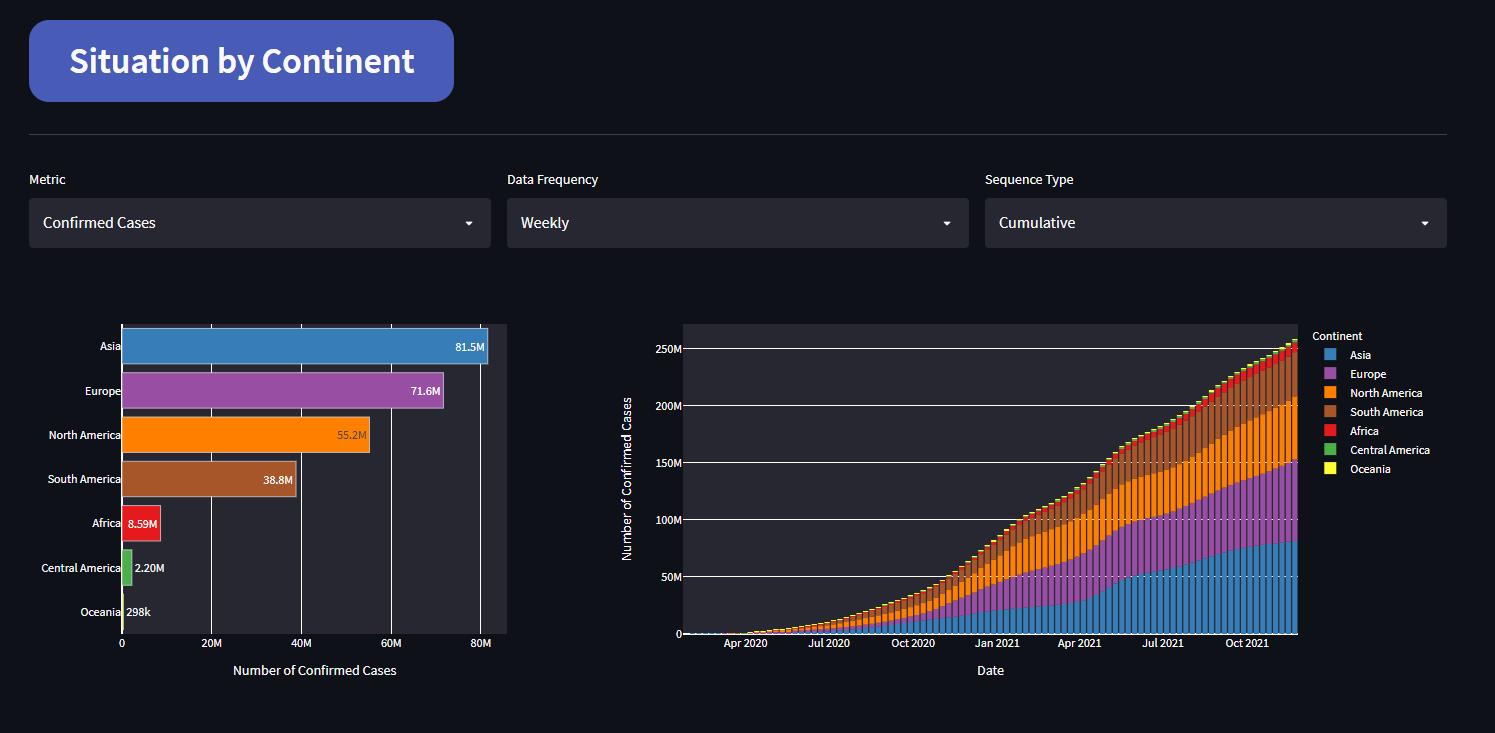 Situation by Continent
Metric
Data Frequency
Sequence Type
Confirmed Cases
Weekly
Cumulative
Asia
81.5M
Europe
71.6M
North America
55.2M
South America
38.8M
Africa
8.59M
Central America
2.20M
Oceania
298k
0
20M
40M
60M
80M
Number of Confirmed Cases
Number of Confirmed Cases
250M
200M
150M
100M
50M
0
Apr 2020
Jul 2020
Oct 2020
Jan 2021
Apr 2021
Jul 2021
Oct 2021
Date
Continent
Asia
Europe
North America
South America
Africa
Central America
Oceania